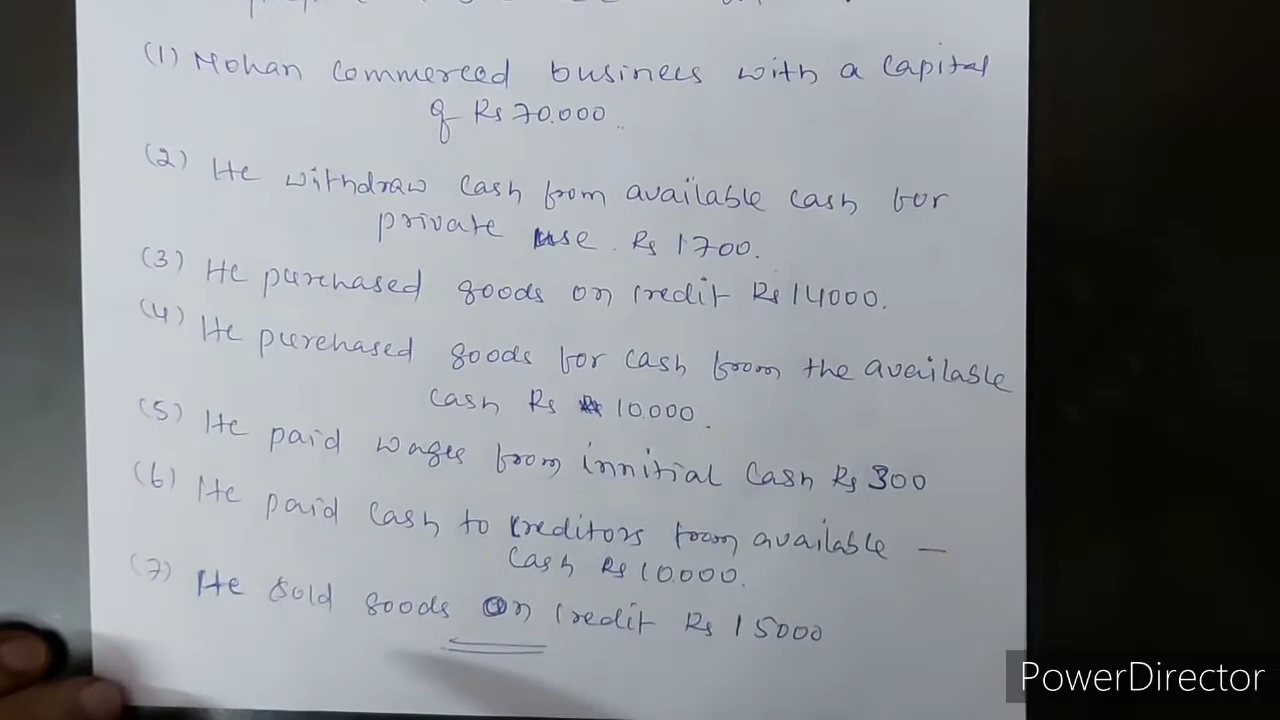 (1) Mohan Commerced business with a Capital
of Rs 70.000..
(2) He withdraw Cash from available cash for
private use. Rs 1700.
(3) He purchased goods on credit Rs 14000.
(4) He purchased goods for cash from the available
cash Rs 10.000.
(5) He paid wages from innitial Cash Rs 300
(6) He paid Cash to Creditors from available —
Cash Rs 10.000.
(7) He sold goods On Credit Rs 15000
PowerDirector